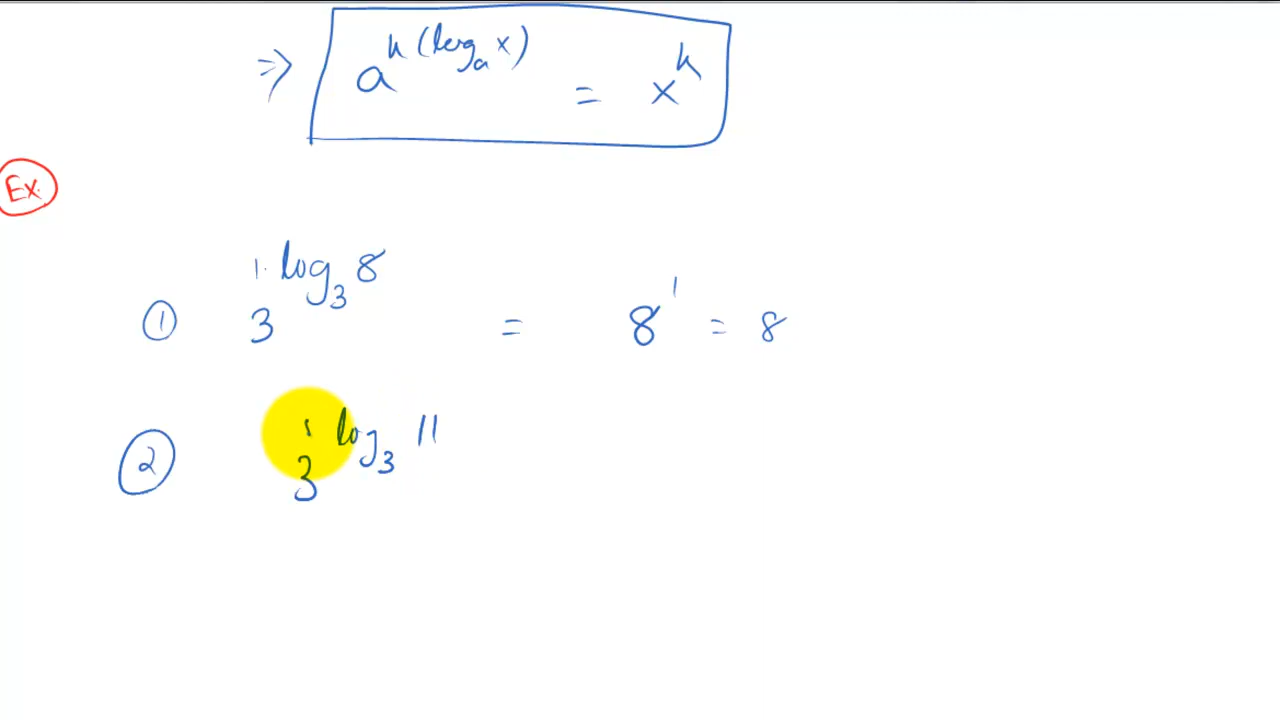 ⇒ a^{k (log_a x)} = x^k
Ex.
① 3^{1. log_3 8} = 8^1 = 8
② 3^{1 log_3 11}